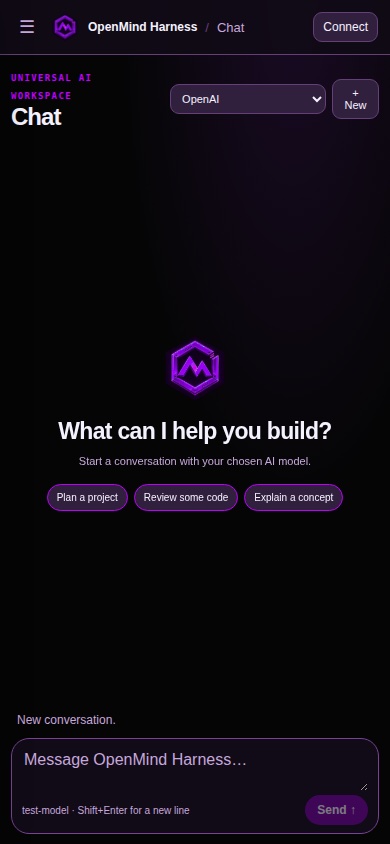 ☰ OpenMind Harness / Chat Connect
UNIVERSAL AI
WORKSPACE
Chat
OpenAI
+
New
What can I help you build?
Start a conversation with your chosen AI model.
Plan a project Review some code Explain a concept
New conversation.
Message OpenMind Harness…
test-model · Shift+Enter for a new line
Send ↑